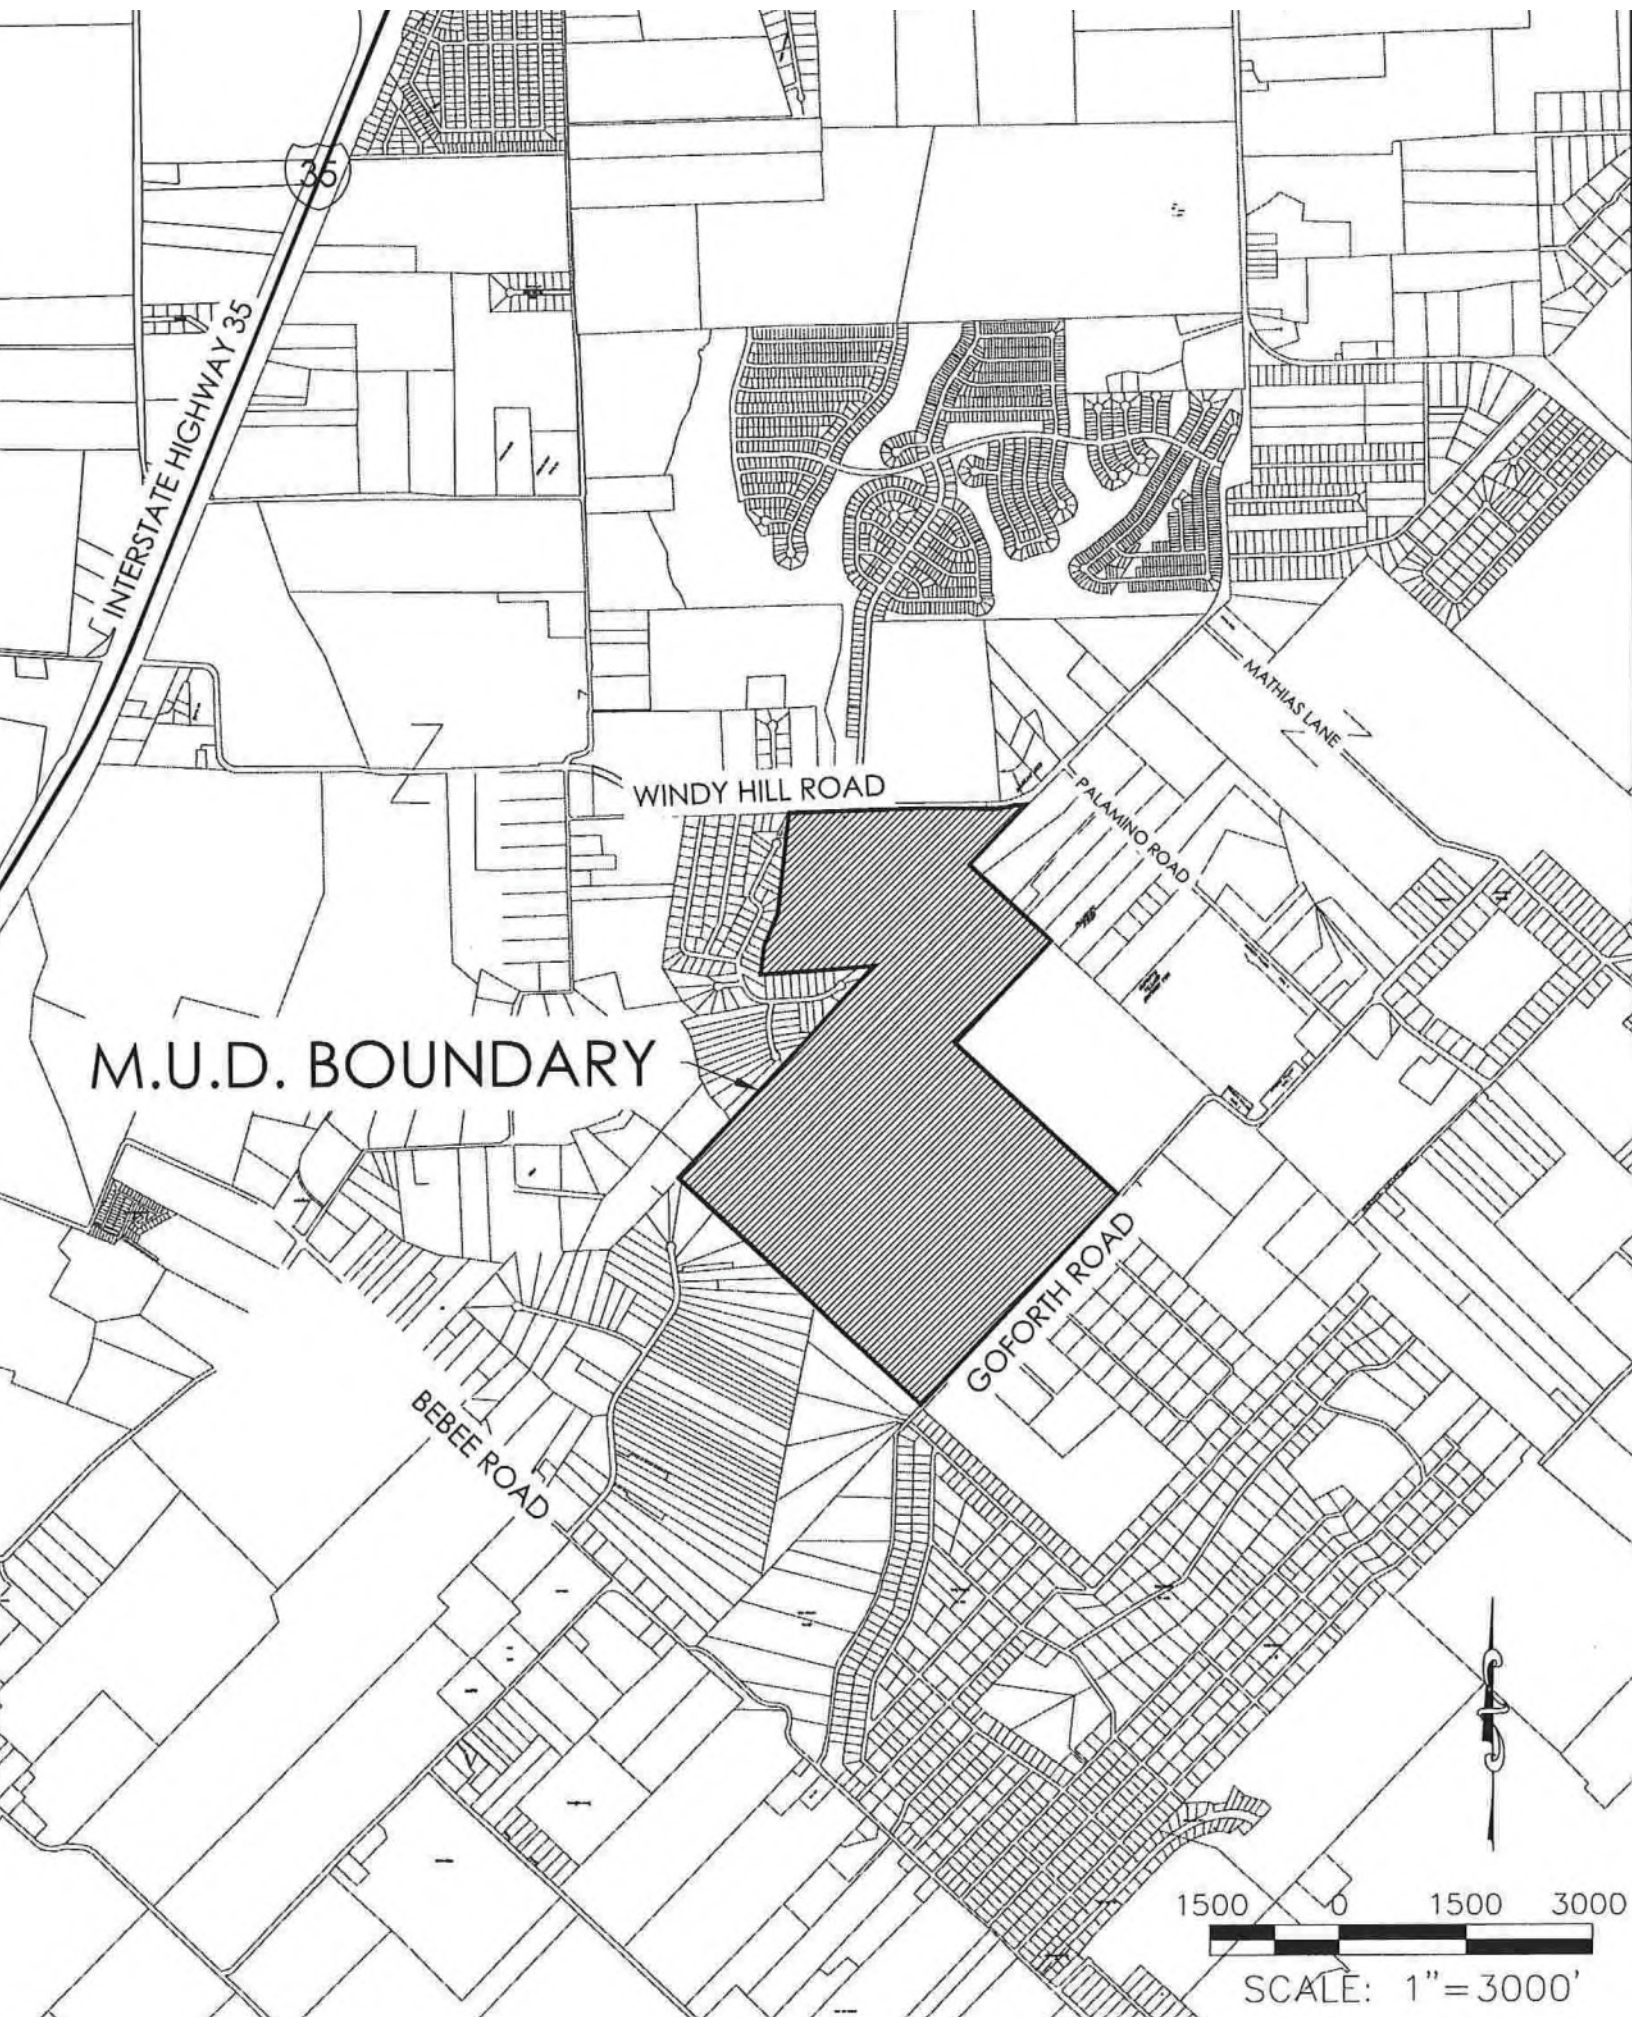 35
INTERSTATE HIGHWAY 35
MATHIAS LANE
WINDY HILL ROAD
PALAMINO ROAD
M.U.D. BOUNDARY
GOFORTH ROAD
BEBEE ROAD
1500 0 1500 3000
SCALE: 1"=3000'